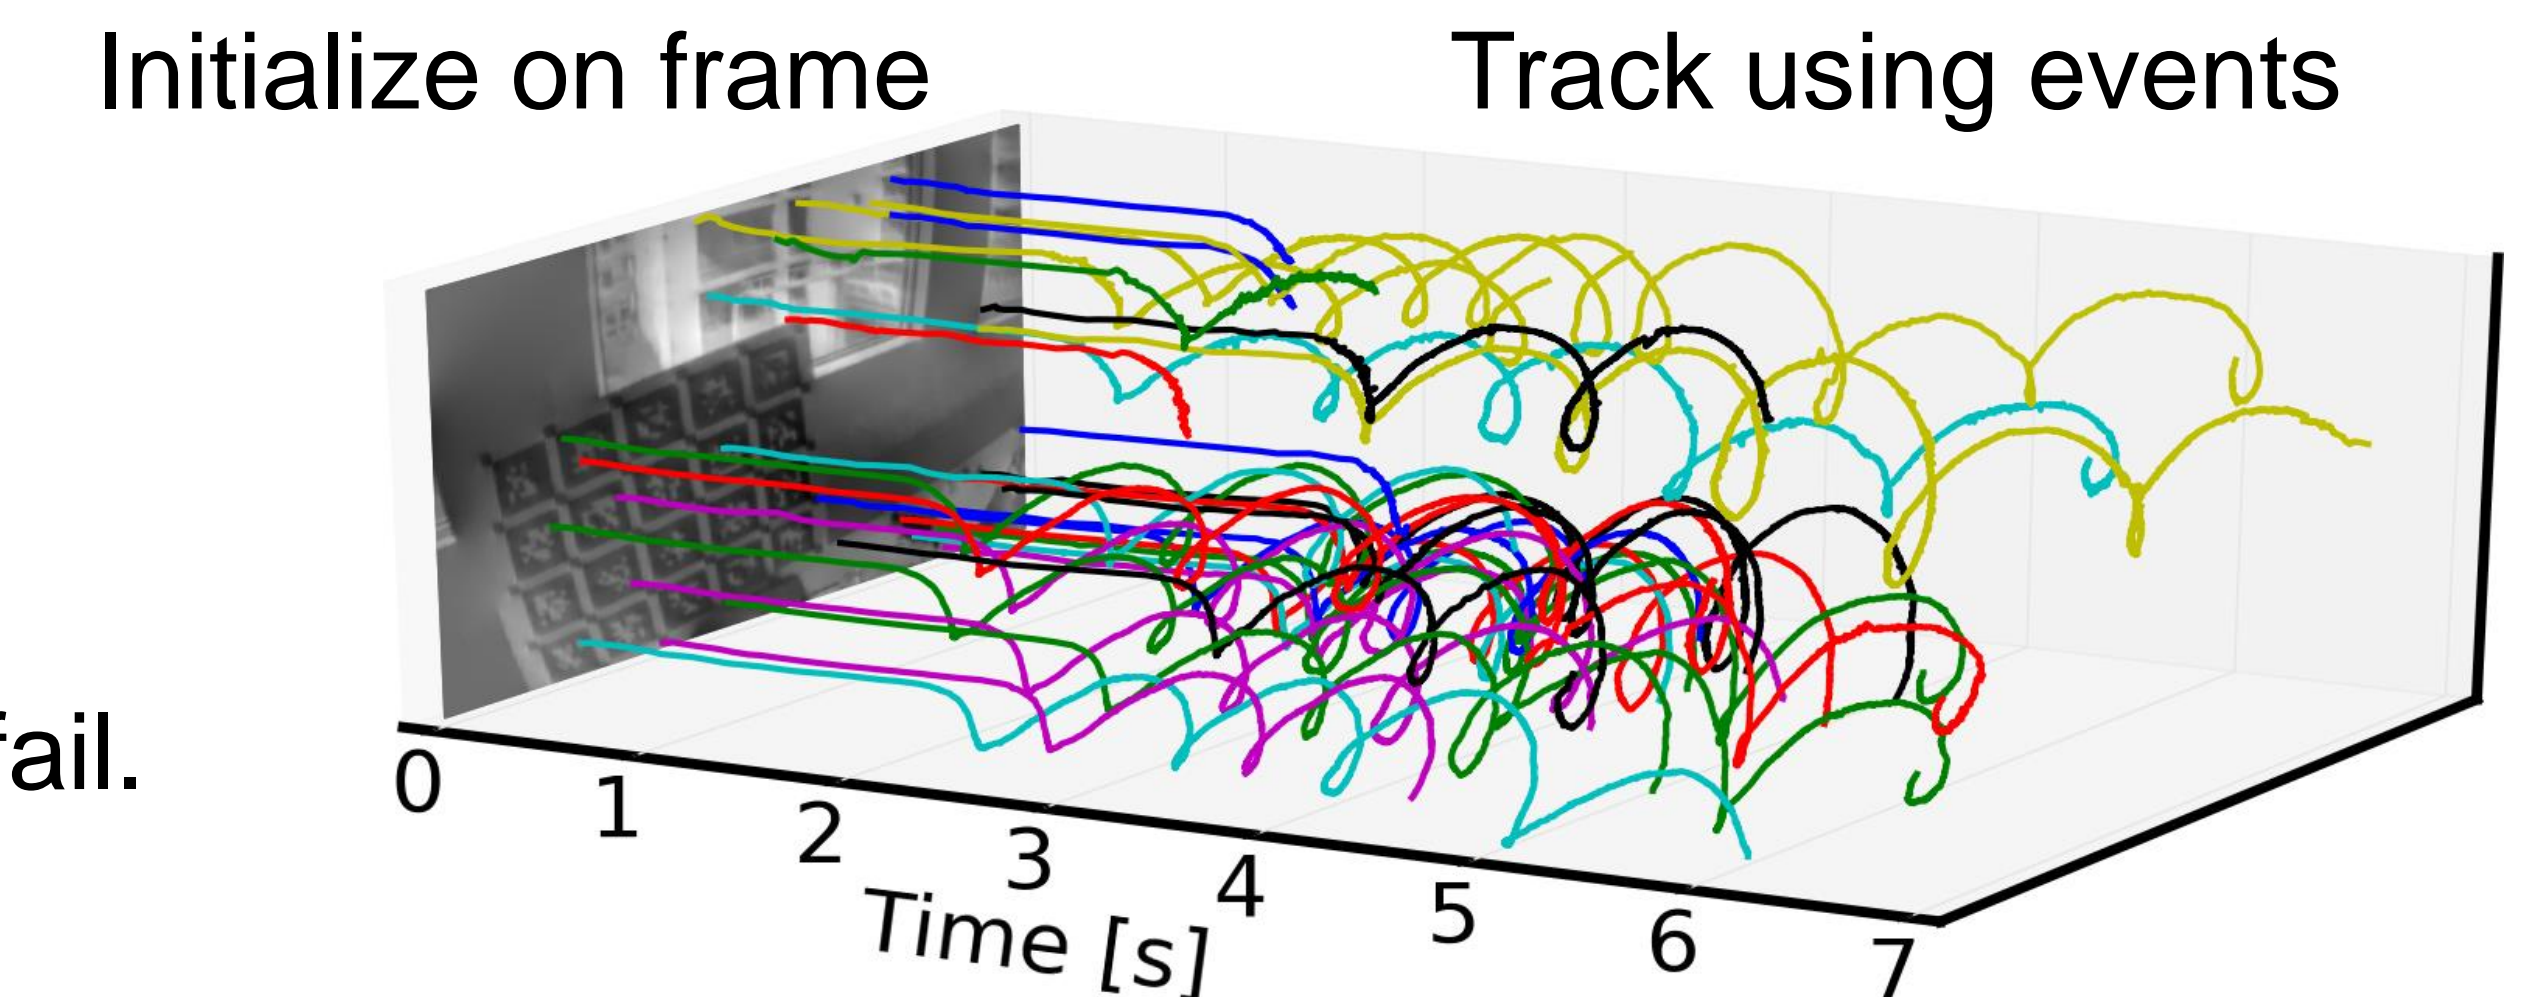 Initialize on frame
Track using events
fail.
0
1
2
3
4
5
6
7
Time [s]